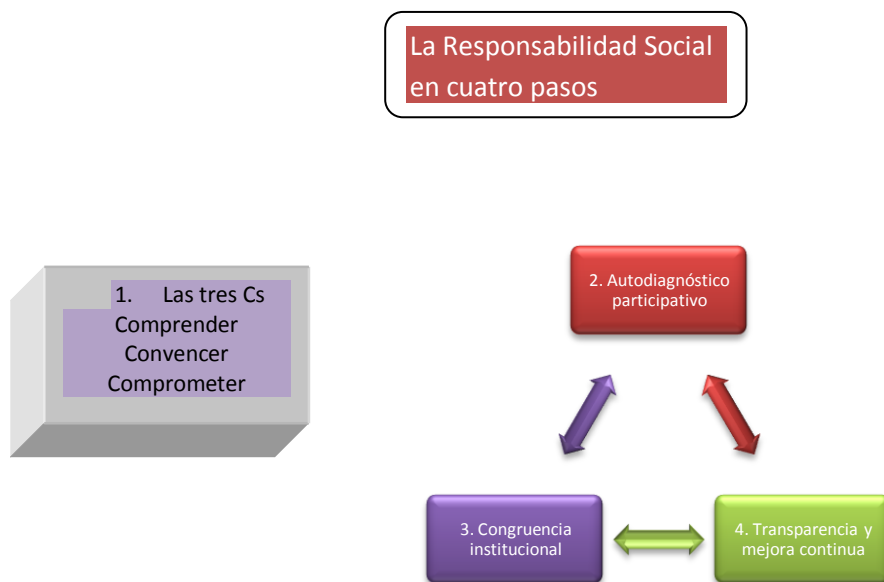 La Responsabilidad Social
en cuatro pasos
1. Las tres Cs
Comprender
Convencer
Comprometer
2. Autodiagnóstico
participativo
3. Congruencia
institucional
4. Transparencia y
mejora continua